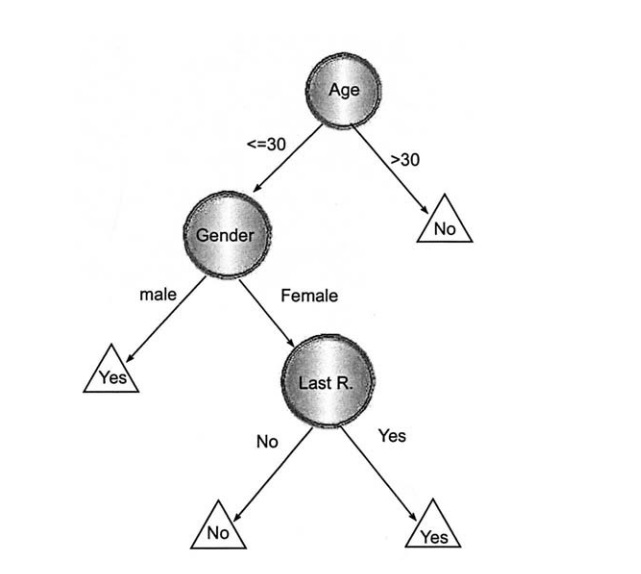 Age
<=30
>30
Gender
No
male
Female
Yes
Last R.
No
Yes
No
Yes